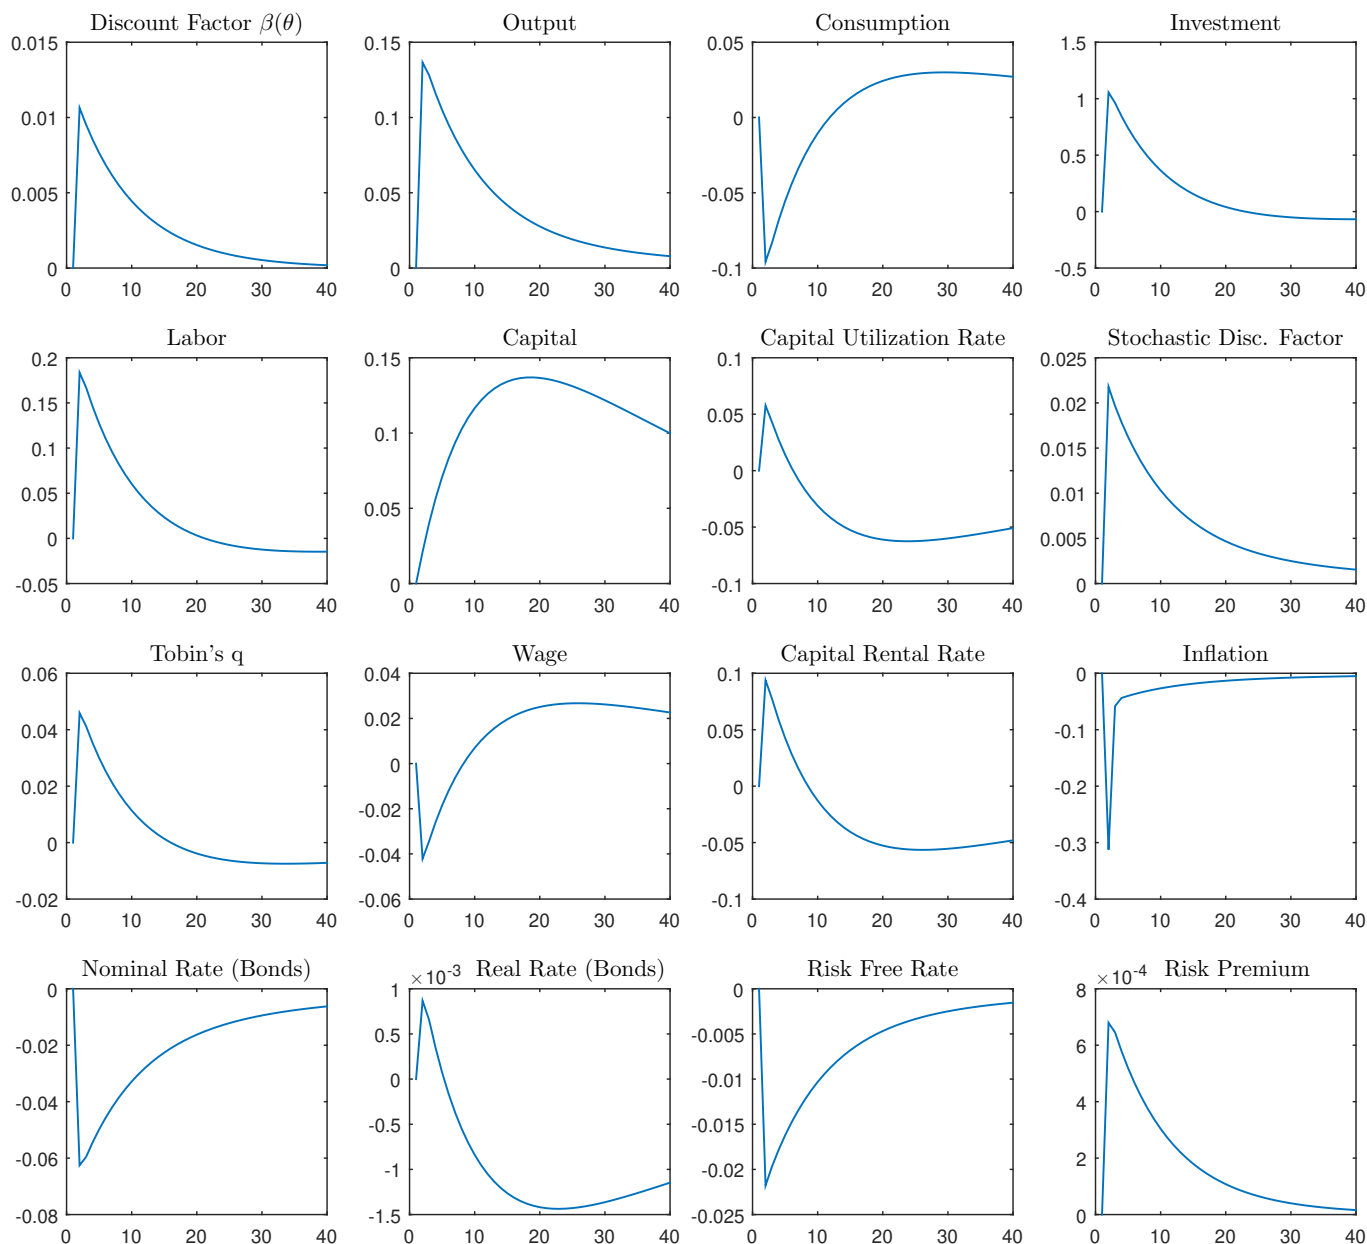 Discount Factor β(θ) Output Consumption Investment
0.015 0.15 0.05 1.5
0.01 0.1 0 1
0.005 0.05 -0.05 0.5
0 0 -0.1 0
-0.5
0 10 20 30 40 0 10 20 30 40 0 10 20 30 40 0 10 20 30 40
Labor Capital Capital Utilization Rate Stochastic Disc. Factor
0.2 0.15 0.1 0.025
0.15 0.1 0.05 0.02
0.1 0.05 0 0.015
0.05 0 -0.05 0.01
0 -0.1 0.005
-0.05 0
0 10 20 30 40 0 10 20 30 40 0 10 20 30 40 0 10 20 30 40
Tobin's q Wage Capital Rental Rate Inflation
0.06 0.04 0.1 0
0.04 0.02 0.05 -0.1
0.02 0 0 -0.2
0 -0.02 -0.05 -0.3
-0.02 -0.04 -0.1 -0.4
-0.06
0 10 20 30 40 0 10 20 30 40 0 10 20 30 40 0 10 20 30 40
Nominal Rate (Bonds) ×10-3 Real Rate (Bonds) Risk Free Rate ×10-4 Risk Premium
0 1 0 8
-0.02 0.5 -0.005 6
-0.04 0 -0.01 4
-0.06 -0.5 -0.015 2
-0.08 -1 -0.02 0
-1.5 -0.025
0 10 20 30 40 0 10 20 30 40 0 10 20 30 40 0 10 20 30 40